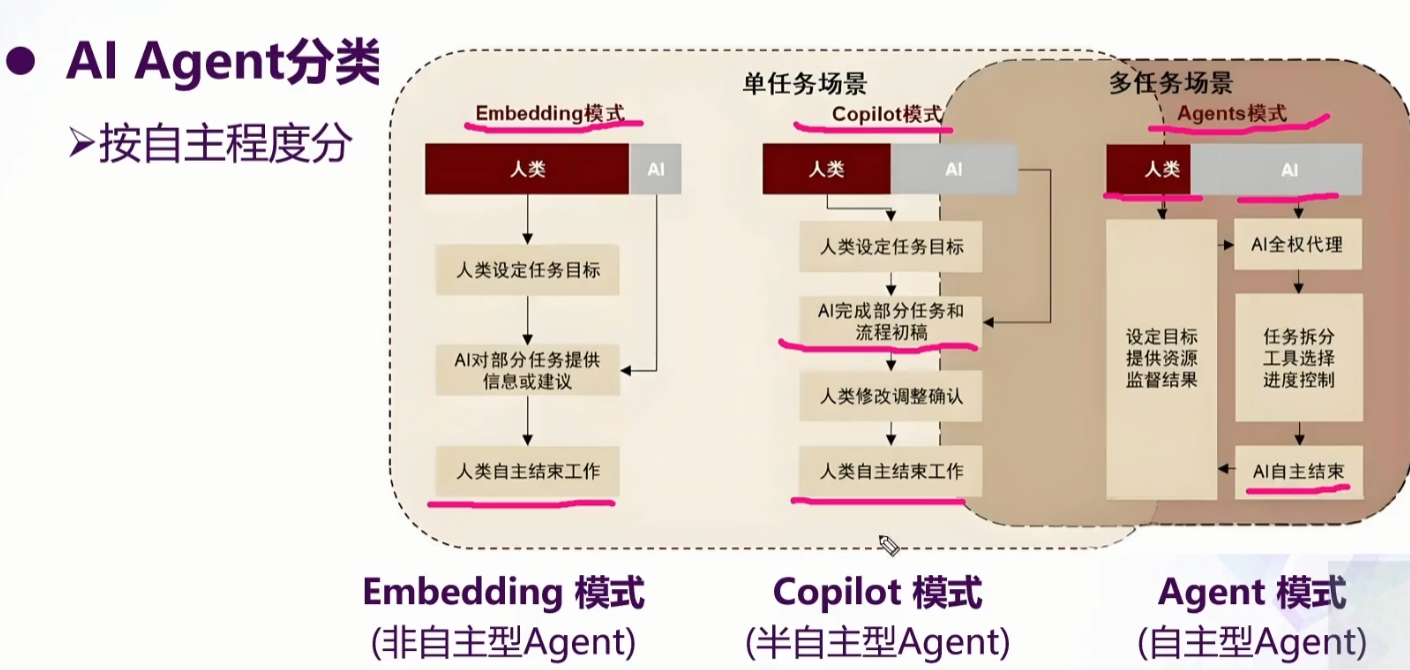 ● AI Agent分类
➢按自主程度分
单任务场景
多任务场景
Embedding模式
人类
AI
人类设定任务目标
AI对部分任务提供
信息或建议
人类自主结束工作
Copilot模式
人类
AI
人类设定任务目标
AI完成部分任务和
流程初稿
人类修改调整确认
人类自主结束工作
Agents模式
人类
AI
设定目标
提供资源
监督结果
AI全权代理
任务拆分
工具选择
进度控制
AI自主结束
Embedding 模式
(非自主型Agent)
Copilot 模式
(半自主型Agent)
Agent 模式
(自主型Agent)